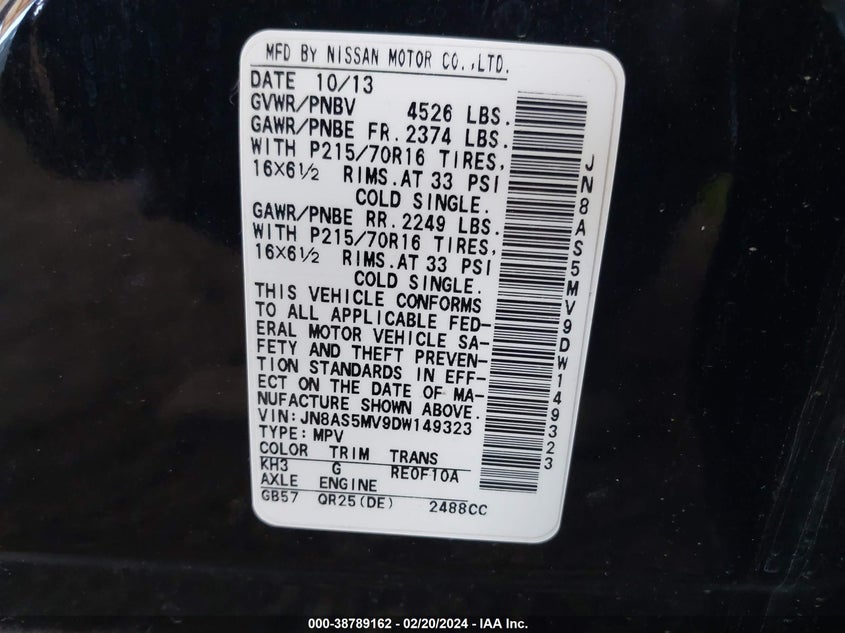 MFD BY NISSAN MOTOR CO.,LTD.
DATE 10/13
GVWR/PNBV 4526 LBS.
GAWR/PNBE FR. 2374 LBS.
WITH P215/70R16 TIRES,
16×6½ RIMS. AT 33 PSI
COLD SINGLE.
GAWR/PNBE RR. 2249 LBS.
WITH P215/70R16 TIRES,
16×6½ RIMS. AT 33 PSI
COLD SINGLE.
THIS VEHICLE CONFORMS
TO ALL APPLICABLE FED-
ERAL MOTOR VEHICLE SA-
FETY AND THEFT PREVEN-
TION STANDARDS IN EFF-
ECT ON THE DATE OF MA-
NUFACTURE SHOWN ABOVE.
VIN: JN8AS5MV9DW149323
TYPE: MPV
COLOR TRIM TRANS
KH3 G RE0F10A
AXLE ENGINE
GB57 QR25(DE) 2488CC
JN8AS5MV9DW149323
000-38789162 - 02/20/2024 - IAA Inc.